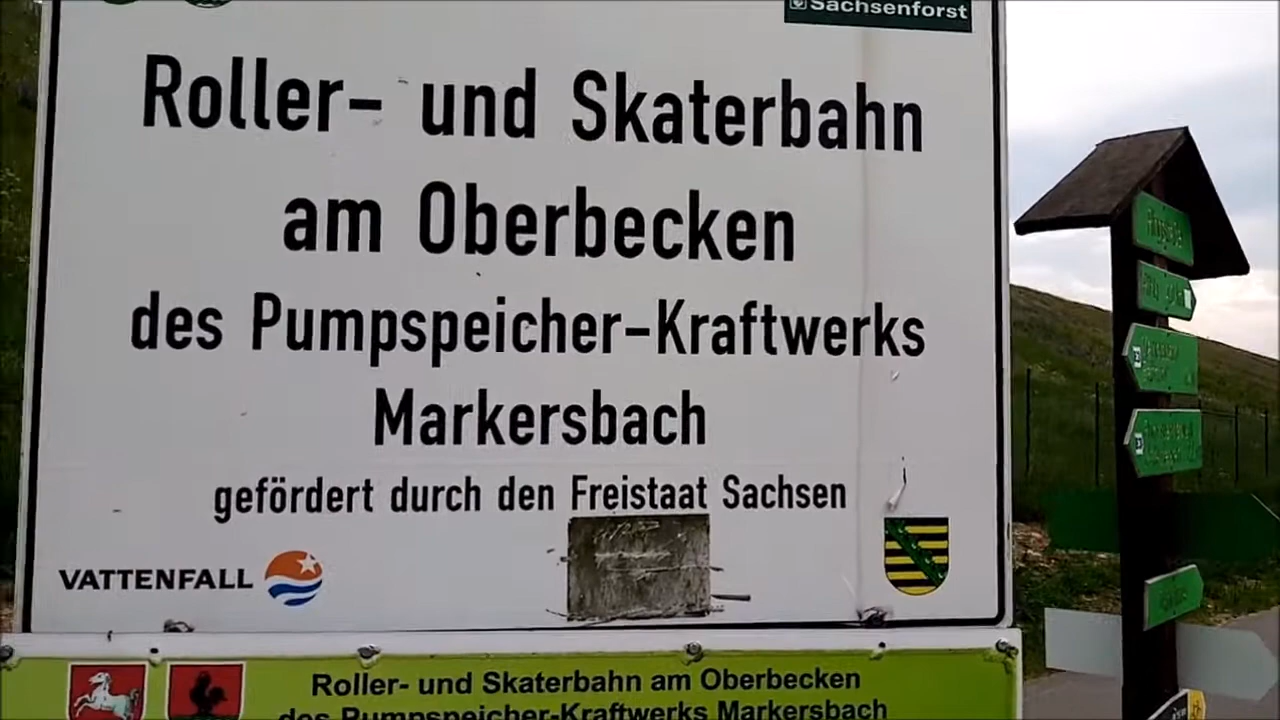 Sachsenforst
Roller- und Skaterbahn
am Oberbecken
des Pumpspeicher-Kraftwerks
Markersbach
gefördert durch den Freistaat Sachsen
VATTENFALL
Roller- und Skaterbahn am Oberbecken
des Pumpspeicher-Kraftwerks Markersbach